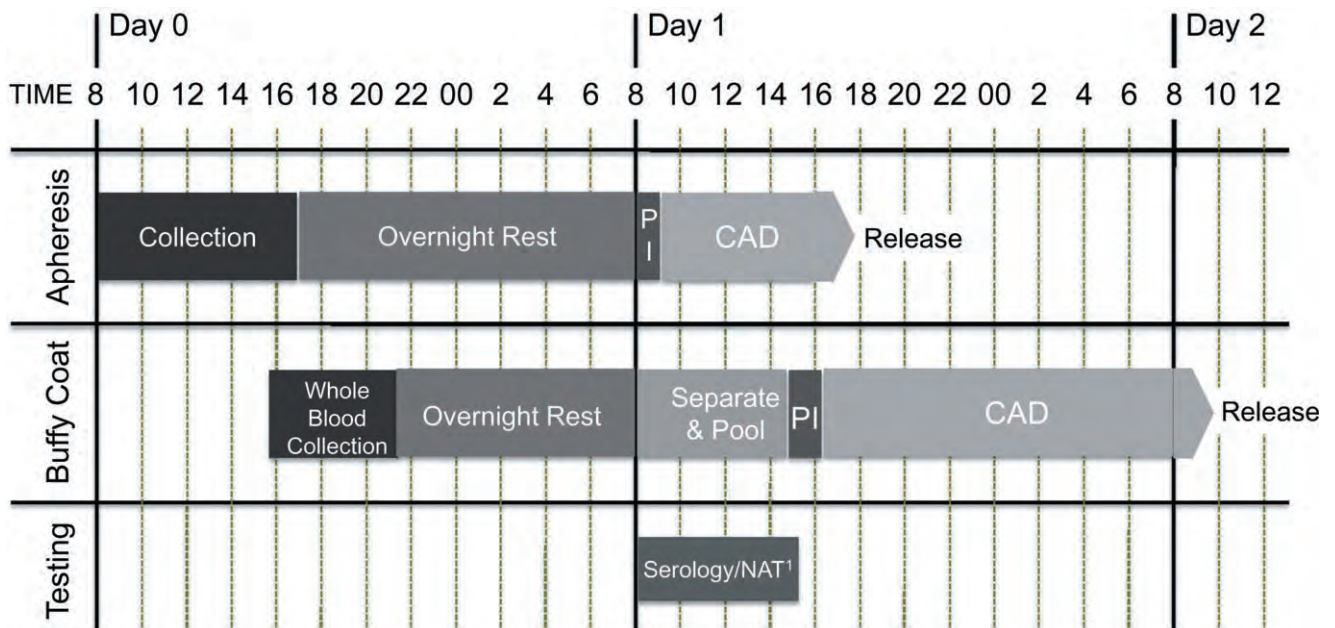 Day 0 Day 1 Day 2
TIME 8 10 12 14 16 18 20 22 00 2 4 6 8 10 12 14 16 18 20 22 00 2 4 6 8 10 12
Apheresis
Collection Overnight Rest P I CAD Release
Buffy Coat
Whole Blood Collection Overnight Rest Separate & Pool PI CAD Release
Testing
Serology/NAT¹